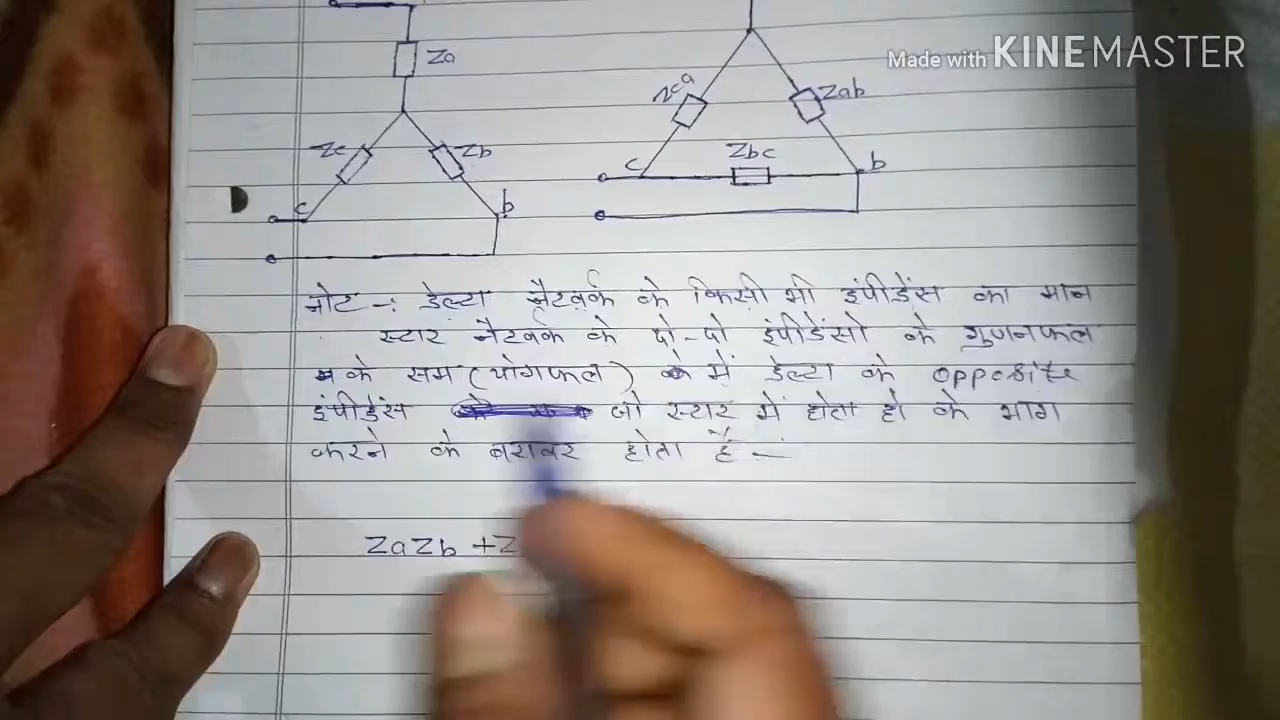 Made with KINEMASTER
Za
Zca
Zab
Zc
Zb
Zbc
c
b
c
b
नोट -: डेल्टा नैटवर्क के किसी भी इंपीडेंस का मान
स्टार नैटवर्क के दो-दो इंपीडेंसो के गुणनफल
के सम (योगफल) में डेल्टा के opposite
इंपीडेंस जो स्टार में होता हो के भाग
करने के बराबर होता है -
ZaZb + Z